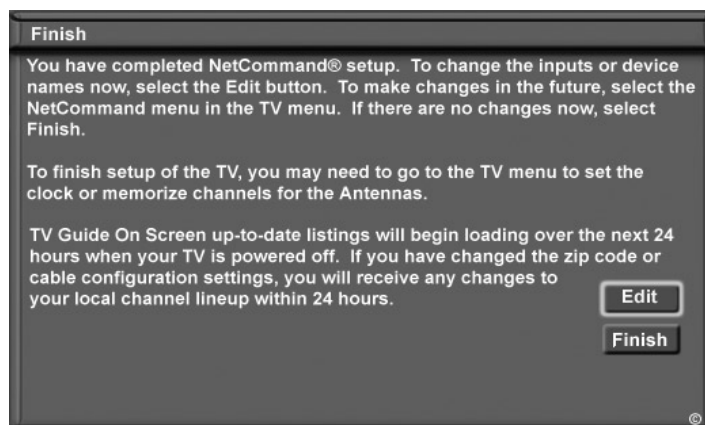 Finish
You have completed NetCommand® setup.  To change the inputs or device
names now, select the Edit button.  To make changes in the future, select the
NetCommand menu in the TV menu.  If there are no changes now, select
Finish.
To finish setup of the TV, you may need to go to the TV menu to set the
clock or memorize channels for the Antennas.
TV Guide On Screen up-to-date listings will begin loading over the next 24
hours when your TV is powered off.  If you have changed the zip code or
cable configuration settings, you will receive any changes to
your local channel lineup within 24 hours.
Edit
Finish
©